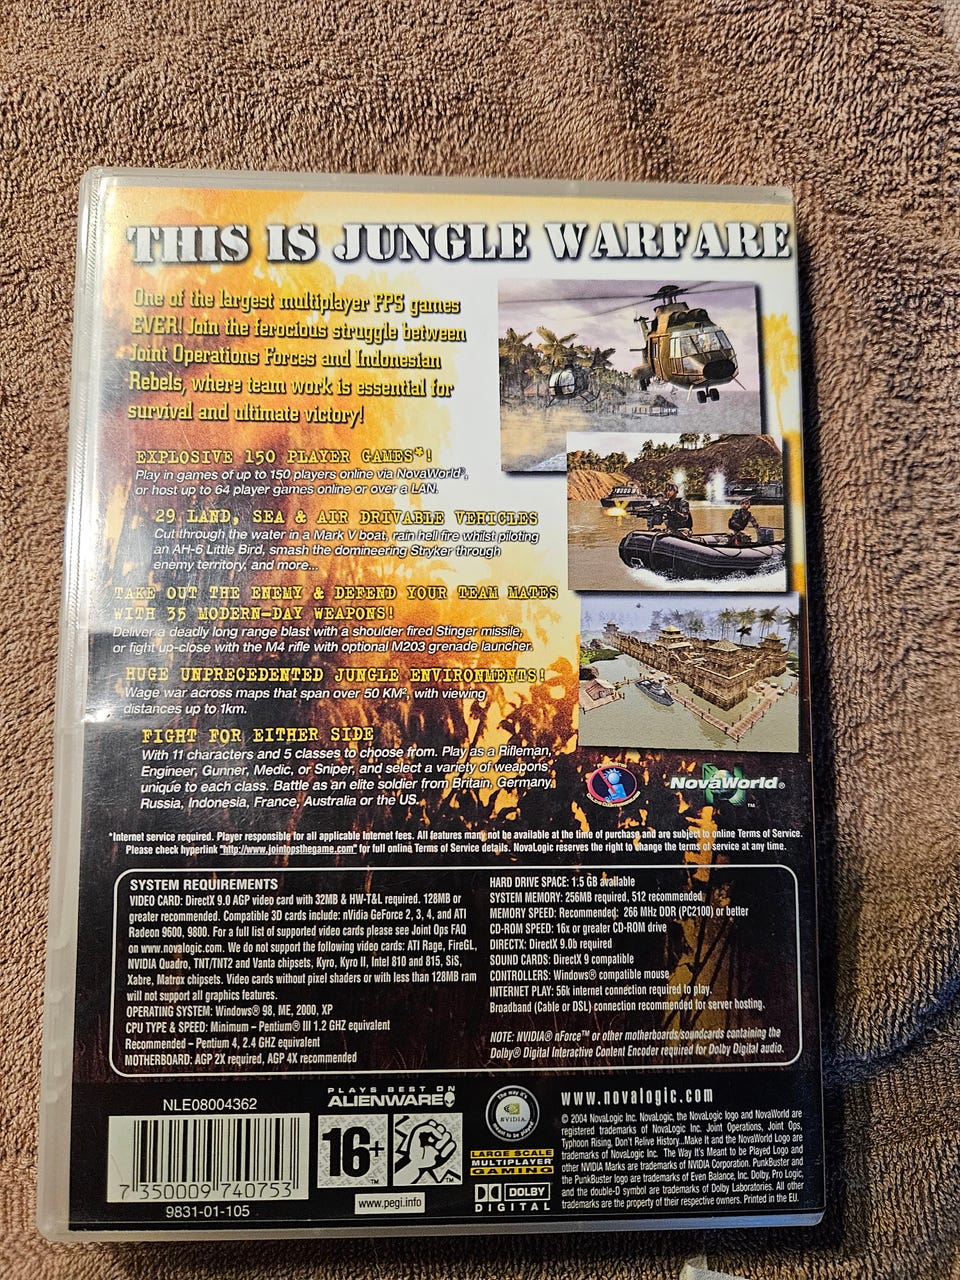 THIS IS JUNGLE WARFARE
One of the largest multiplayer FPS games
EVER! Join the ferocious struggle between
Joint Operations Forces and Indonesian
Rebels, where team work is essential for
survival and ultimate victory!
EXPLOSIVE 150 PLAYER GAMES*!
Play in games of up to 150 players online via NovaWorld®,
or host up to 64 player games online or over a LAN.
29 LAND, SEA & AIR DRIVABLE VEHICLES
Cut through the water in a Mark V boat, rain hell fire whilst piloting
an AH-6 Little Bird, smash the domineering Stryker through
enemy territory, and more...
TAKE OUT THE ENEMY & DEFEND YOUR TEAM MATES
WITH 35 MODERN-DAY WEAPONS!
Deliver a deadly long range blast with a shoulder fired Stinger missile,
or fight up-close with the M4 rifle with optional M203 grenade launcher.
HUGE UNPRECEDENTED JUNGLE ENVIRONMENTS!
Wage war across maps that span over 50 KM², with viewing
distances up to 1km.
FIGHT FOR EITHER SIDE
With 11 characters and 5 classes to choose from. Play as a Rifleman,
Engineer, Gunner, Medic, or Sniper, and select a variety of weapons
unique to each class. Battle as an elite soldier from Britain, Germany,
Russia, Indonesia, France, Australia or the US.
NovaWorld®
™
*Internet service required. Player responsible for all applicable Internet fees. All features may not be available at the time of purchase and are subject to online Terms of Service.
Please check hyperlink "http://www.jointopsthegame.com" for full online Terms of Service details. NovaLogic reserves the right to change the terms of service at any time.
SYSTEM REQUIREMENTS
VIDEO CARD: DirectX 9.0 AGP video card with 32MB & HW-T&L required. 128MB or
greater recommended. Compatible 3D cards include: nVidia GeForce 2, 3, 4, and ATI
Radeon 9600, 9800. For a full list of supported video cards please see Joint Ops FAQ
on www.novalogic.com. We do not support the following video cards: ATI Rage, FireGL,
NVIDIA Quadro, TNT/TNT2 and Vanta chipsets, Kyro, Kyro II, Intel 810 and 815, SiS,
Xabre, Matrox chipsets. Video cards without pixel shaders or with less than 128MB ram
will not support all graphics features.
OPERATING SYSTEM: Windows® 98, ME, 2000, XP
CPU TYPE & SPEED: Minimum – Pentium® III 1.2 GHZ equivalent
Recommended – Pentium 4, 2.4 GHZ equivalent
MOTHERBOARD: AGP 2X required, AGP 4X recommended
HARD DRIVE SPACE: 1.5 GB available
SYSTEM MEMORY: 256MB required, 512 recommended
MEMORY SPEED: Recommended: 266 MHz DDR (PC2100) or better
CD-ROM SPEED: 16x or greater CD-ROM drive
DIRECTX: DirectX 9.0b required
SOUND CARDS: DirectX 9 compatible
CONTROLLERS: Windows® compatible mouse
INTERNET PLAY: 56k internet connection required to play.
Broadband (Cable or DSL) connection recommended for server hosting.
NOTE: NVIDIA® nForce™ or other motherboards/soundcards containing the
Dolby® Digital Interactive Content Encoder required for Dolby Digital audio.
NLE08004362
7 350009 740753
9831-01-105
PLAYS BEST ON
ALIENWARE
16+
www.pegi.info
The way it's
NVIDIA
meant to be played
LARGE SCALE
MULTIPLAYER
GAMING
DOLBY
DIGITAL
www.novalogic.com
© 2004 NovaLogic Inc. NovaLogic, the NovaLogic logo and NovaWorld are
registered trademarks of NovaLogic Inc. Joint Operations, Joint Ops,
Typhoon Rising, Don't Relive History...Make it and the NovaWorld Logo are
trademarks of NovaLogic Inc. The Way It's Meant to be Played Logo and
other NVIDIA Marks are trademarks of NVIDIA Corporation. PunkBuster and
the PunkBuster logo are trademarks of Even Balance, Inc. Dolby, Pro Logic,
and the double-D symbol are trademarks of Dolby Laboratories. All other
trademarks are the property of their respective owners. Printed in the EU.